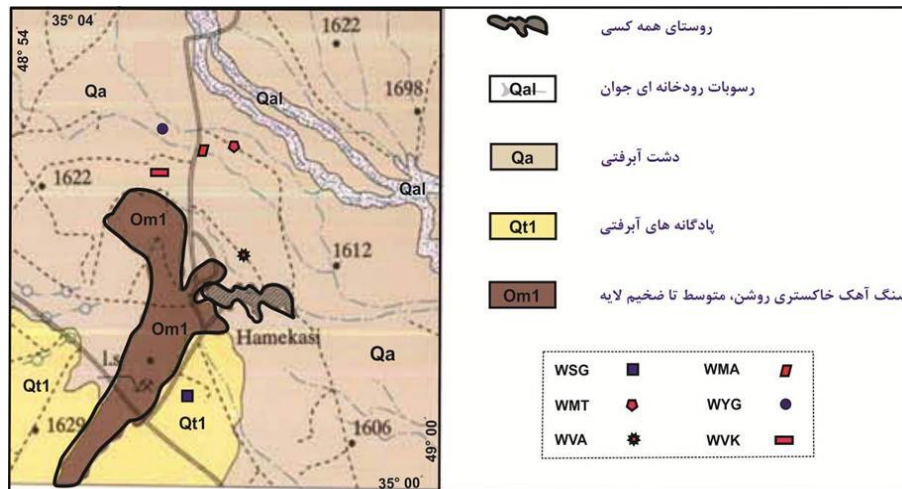 35° 04′
48° 54′
1622
Qa
Qal
1698
1622
Qal
Om1
1612
Om1
Hamekasi
l.s
Qa
Qt1
Qt1
1629
1606
49° 00′
35° 00′
روستای همه کسی
Qal رسوبات رودخانه ای جوان
Qa دشت آبرفتی
Qt1 پادگانه های آبرفتی
Om1 سنگ آهک خاکستری روشن، متوسط تا ضخیم لایه
WSG WMA
WMT WYG
WVA WVK